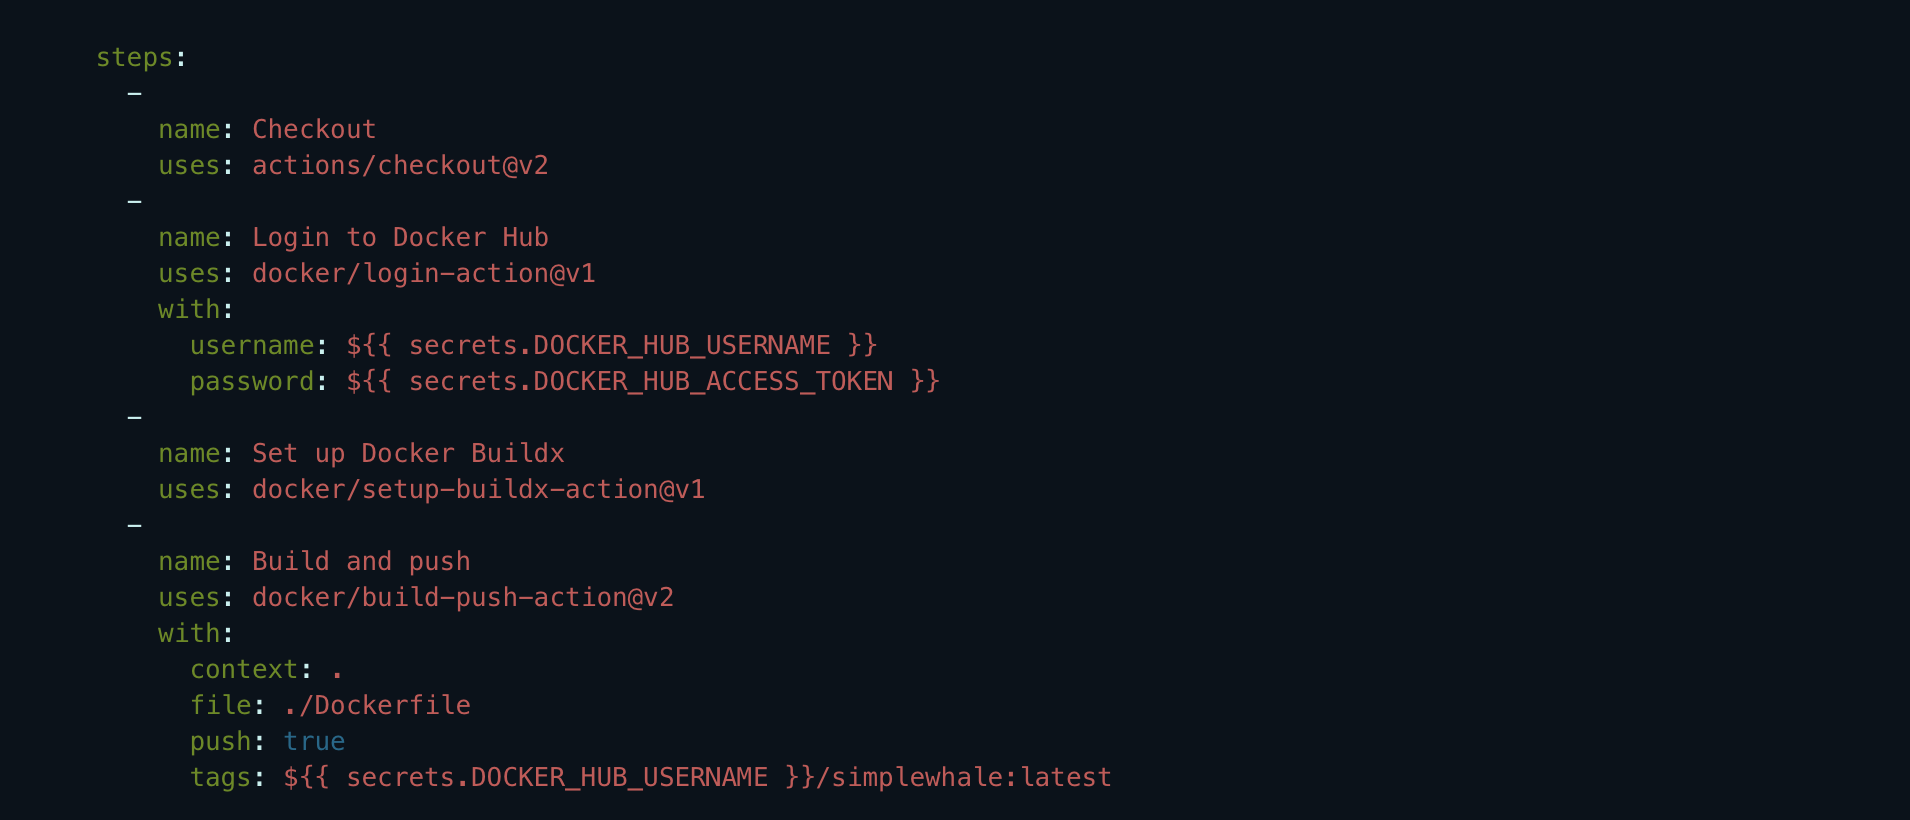 steps:
  -
    name: Checkout
    uses: actions/checkout@v2
  -
    name: Login to Docker Hub
    uses: docker/login-action@v1
    with:
      username: ${{ secrets.DOCKER_HUB_USERNAME }}
      password: ${{ secrets.DOCKER_HUB_ACCESS_TOKEN }}
  -
    name: Set up Docker Buildx
    uses: docker/setup-buildx-action@v1
  -
    name: Build and push
    uses: docker/build-push-action@v2
    with:
      context: .
      file: ./Dockerfile
      push: true
      tags: ${{ secrets.DOCKER_HUB_USERNAME }}/simplewhale:latest